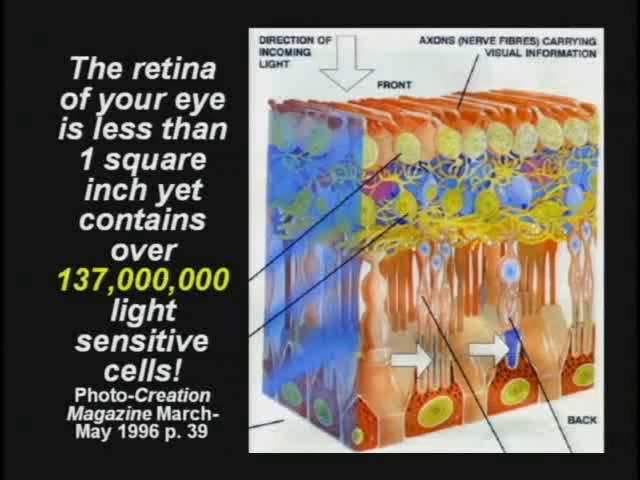 The retina
of your eye
is less than
1 square
inch yet
contains
over
137,000,000
light
sensitive
cells!
Photo-Creation
Magazine March-
May 1996 p. 39
DIRECTION OF
INCOMING
LIGHT
FRONT
AXONS (NERVE FIBRES) CARRYING
VISUAL INFORMATION
BACK